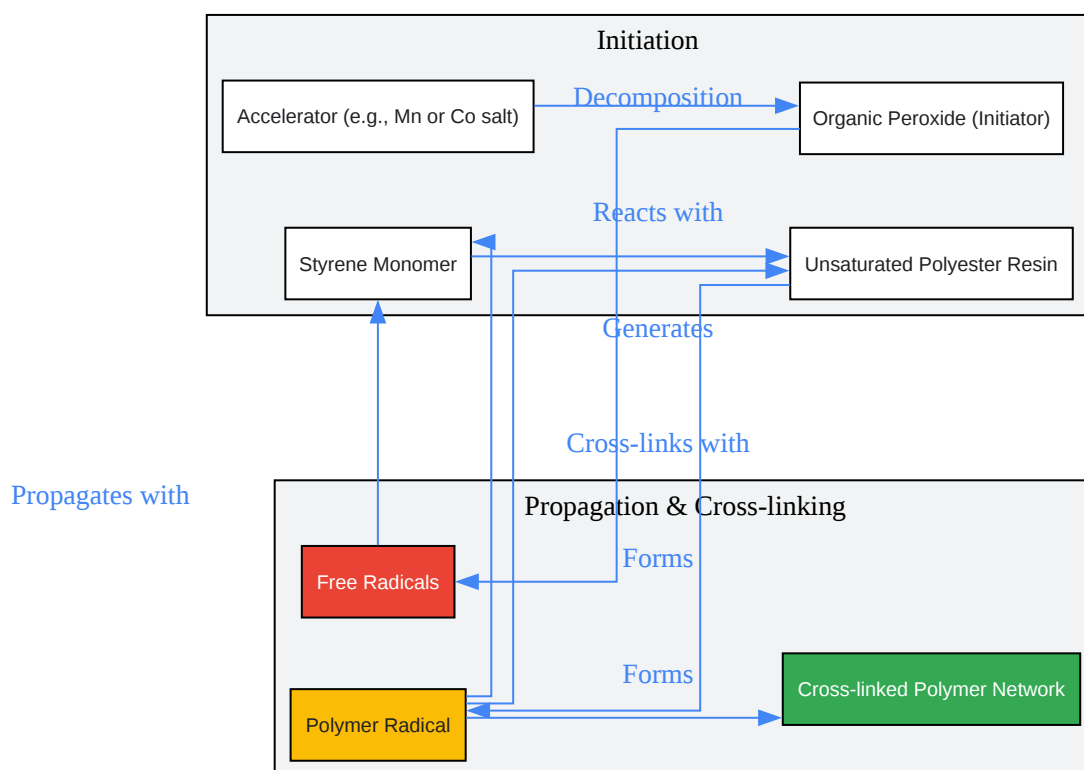 Initiation
Accelerator (e.g., Mn or Co salt)
Decomposition
Organic Peroxide (Initiator)
Reacts with
Styrene Monomer
Unsaturated Polyester Resin
Generates
Cross-links with
Propagates with
Propagation & Cross-linking
Forms
Free Radicals
Forms
Cross-linked Polymer Network
Polymer Radical